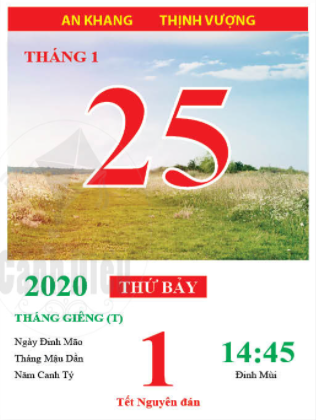 AN KHANG THỊNH VƯỢNG
THÁNG 1
25
2020
THỨ BẢY
THÁNG GIÊNG (T)
Ngày Đinh Mão
Tháng Mậu Dần
Năm Canh Tý
1
14:45
Đinh Mùi
Tết Nguyên đán